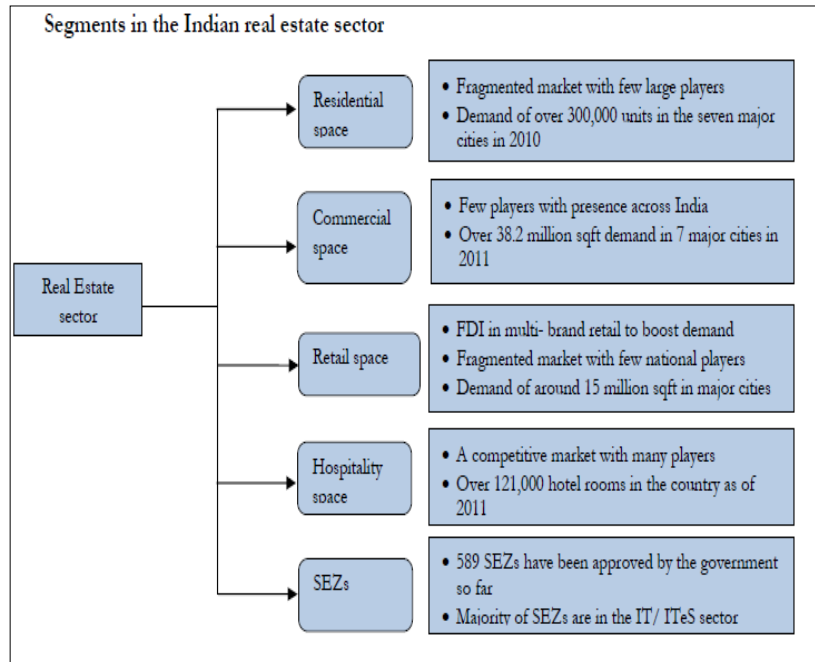 Segments in the Indian real estate sector
Real Estate
sector
Residential
space
• Fragmented market with few large players
• Demand of over 300,000 units in the seven major
cities in 2010
Commercial
space
• Few players with presence across India
• Over 38.2 million sqft demand in 7 major cities in
2011
Retail space
• FDI in multi- brand retail to boost demand
• Fragmented market with few national players
• Demand of around 15 million sqft in major cities
Hospitality
space
• A competitive market with many players
• Over 121,000 hotel rooms in the country as of
2011
SEZs
• 589 SEZs have been approved by the government
so far
• Majority of SEZs are in the IT/ ITeS sector